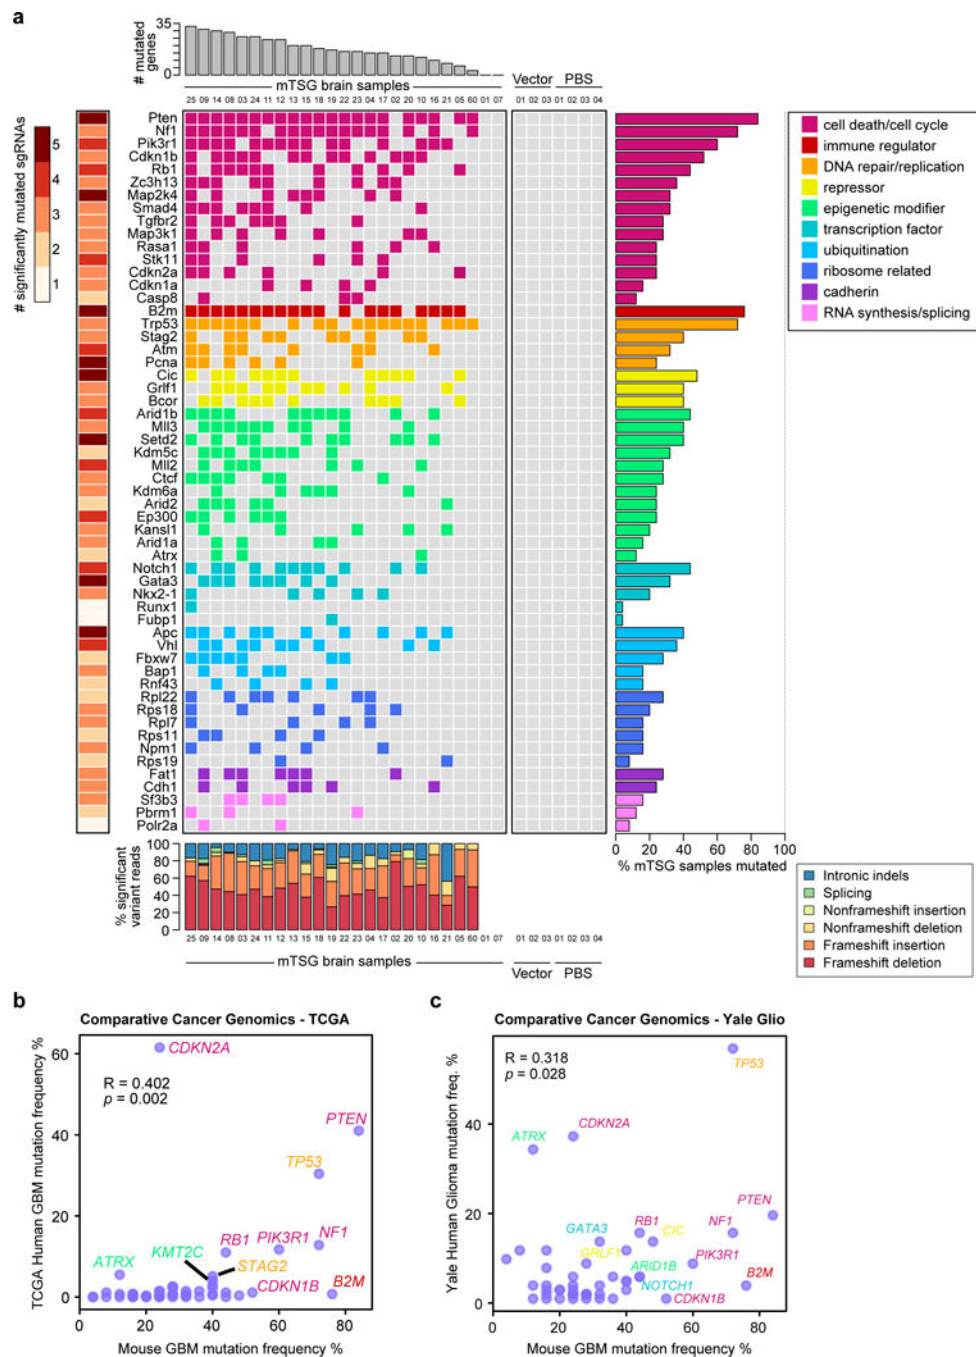 a
# mutated genes
35
0
mTSG brain samples
Vector
PBS
25 09 14 08 03 24 11 12 13 15 18 19 22 23 04 17 02 20 10 16 21 05 60 01 07
01 02 03
01 02 03 04
# significantly mutated sgRNAs
5
4
3
2
1
Pten
Nf1
Pik3r1
Cdkn1b
Rb1
Zc3h13
Map2k4
Smad4
Tgfbr2
Map3k1
Rasa1
Stk11
Cdkn2a
Cdkn1a
Casp8
B2m
Trp53
Stag2
Atm
Pcna
Cic
Grlf1
Bcor
Arid1b
Mll3
Setd2
Kdm5c
Mll2
Ctcf
Kdm6a
Arid2
Ep300
Kansl1
Arid1a
Atrx
Notch1
Gata3
Nkx2-1
Runx1
Fubp1
Apc
Vhl
Fbxw7
Bap1
Rnf43
Rpl22
Rps18
Rpl7
Rps11
Npm1
Rps19
Fat1
Cdh1
Sf3b3
Pbrm1
Polr2a
cell death/cell cycle
immune regulator
DNA repair/replication
repressor
epigenetic modifier
transcription factor
ubiquitination
ribosome related
cadherin
RNA synthesis/splicing
0 20 40 60 80 100
% mTSG samples mutated
% significant variant reads
100
80
60
40
20
0
25 09 14 08 03 24 11 12 13 15 18 19 22 23 04 17 02 20 10 16 21 05 60 01 07
01 02 03
01 02 03 04
mTSG brain samples
Vector
PBS
Intronic indels
Splicing
Nonframeshift insertion
Nonframeshift deletion
Frameshift insertion
Frameshift deletion
b
Comparative Cancer Genomics - TCGA
TCGA Human GBM mutation frequency %
60
40
20
0
R = 0.402
p = 0.002
CDKN2A
PTEN
TP53
NF1
PIK3R1
RB1
KMT2C
STAG2
ATRX
CDKN1B
B2M
0 20 40 60 80
Mouse GBM mutation frequency %
c
Comparative Cancer Genomics - Yale Glio
Yale Human Glioma mutation freq. %
40
20
0
R = 0.318
p = 0.028
TP53
CDKN2A
ATRX
PTEN
GATA3
RB1
CIC
NF1
GRLF1
PIK3R1
ARID1B
B2M
NOTCH1
CDKN1B
0 20 40 60 80
Mouse GBM mutation frequency %